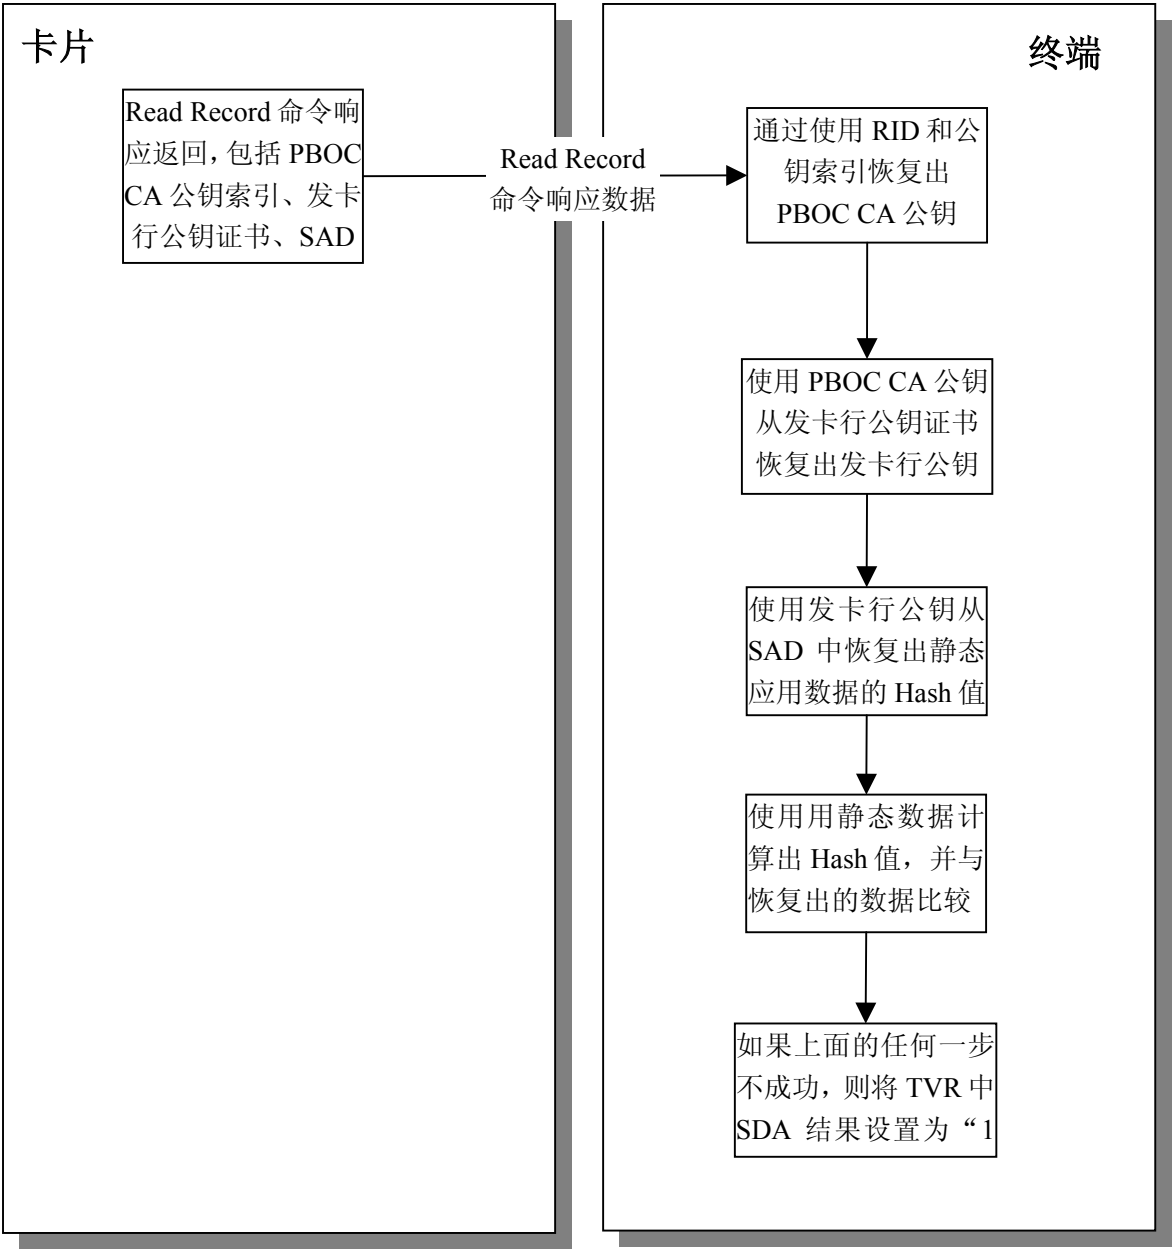 卡片
Read Record 命令响
应返回，包括 PBOC
CA 公钥索引、发卡
行公钥证书、SAD
Read Record
命令响应数据
终端
通过使用 RID 和公
钥索引恢复出
PBOC CA 公钥
使用 PBOC CA 公钥
从发卡行公钥证书
恢复出发卡行公钥
使用发卡行公钥从
SAD 中恢复出静态
应用数据的 Hash 值
使用用静态数据计
算出 Hash 值，并与
恢复出的数据比较
如果上面的任何一步
不成功，则将 TVR 中
SDA 结果设置为“1